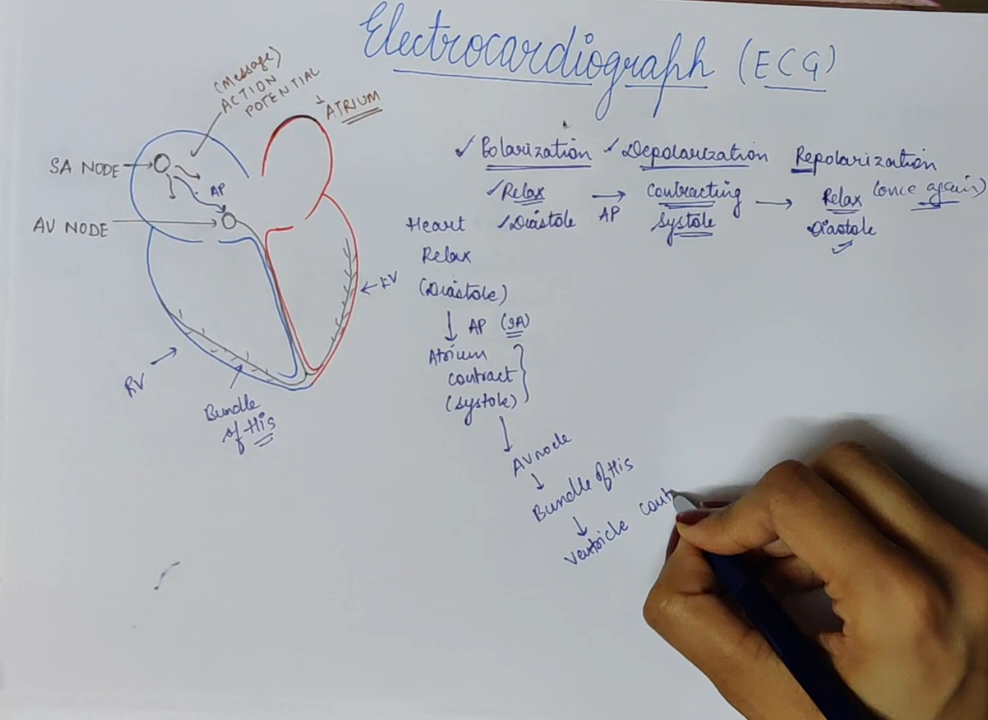 Electrocardiograph (ECG)
(Message)
ACTION
POTENTIAL
ATRIUM
SA NODE
AP
AV NODE
RV
Bundle
of His
✓ Polarization ✓ Depolarization Repolarization
✓ Relax → Contracting → Relax (once again)
✓ Diastole AP Systole Diastole ✓
Heart
Relax
(Diastole)
↓ AP (SA)
Atrium
contract
(systole)
↓
AV node
↓
Bundle of His
↓
Ventricle cont